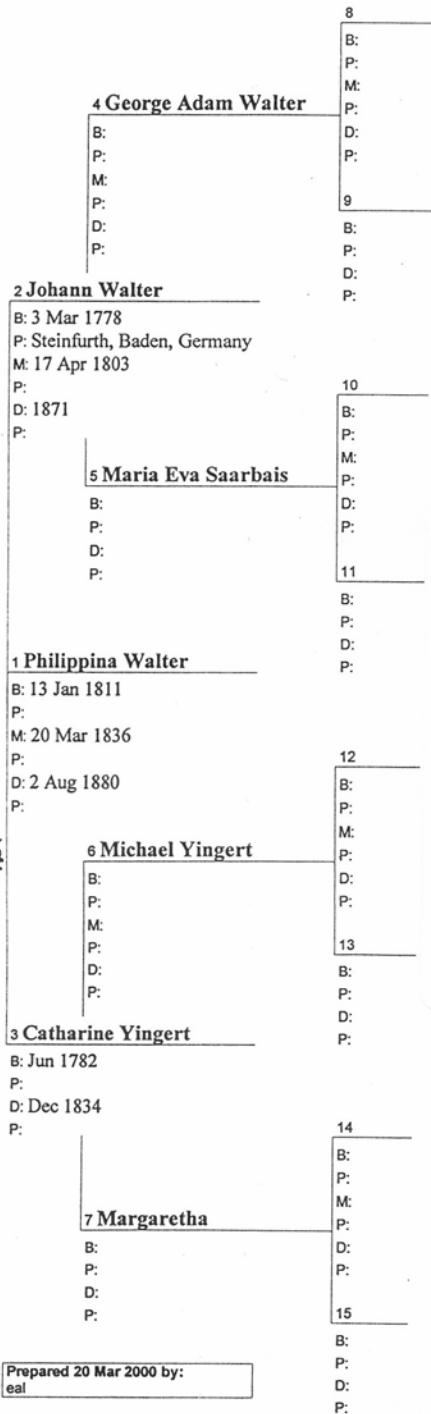 8
B:
P:
M:
P:
D:
P:
4 George Adam Walter
B:
P:
M:
P:
D:
P:
9
B:
P:
D:
P:
2 Johann Walter
B: 3 Mar 1778
P: Steinfurth, Baden, Germany
M: 17 Apr 1803
P:
D: 1871
P:
10
B:
P:
M:
P:
D:
P:
5 Maria Eva Saarbais
B:
P:
D:
P:
11
B:
P:
D:
P:
1 Philippina Walter
B: 13 Jan 1811
P:
M: 20 Mar 1836
P:
D: 2 Aug 1880
P:
12
B:
P:
M:
P:
D:
P:
6 Michael Yingert
B:
P:
M:
P:
D:
P:
13
B:
P:
D:
P:
3 Catharine Yingert
B: Jun 1782
P:
D: Dec 1834
P:
14
B:
P:
M:
P:
D:
P:
7 Margaretha
B:
P:
D:
P:
15
B:
P:
D:
P:
Prepared 20 Mar 2000 by:
eal